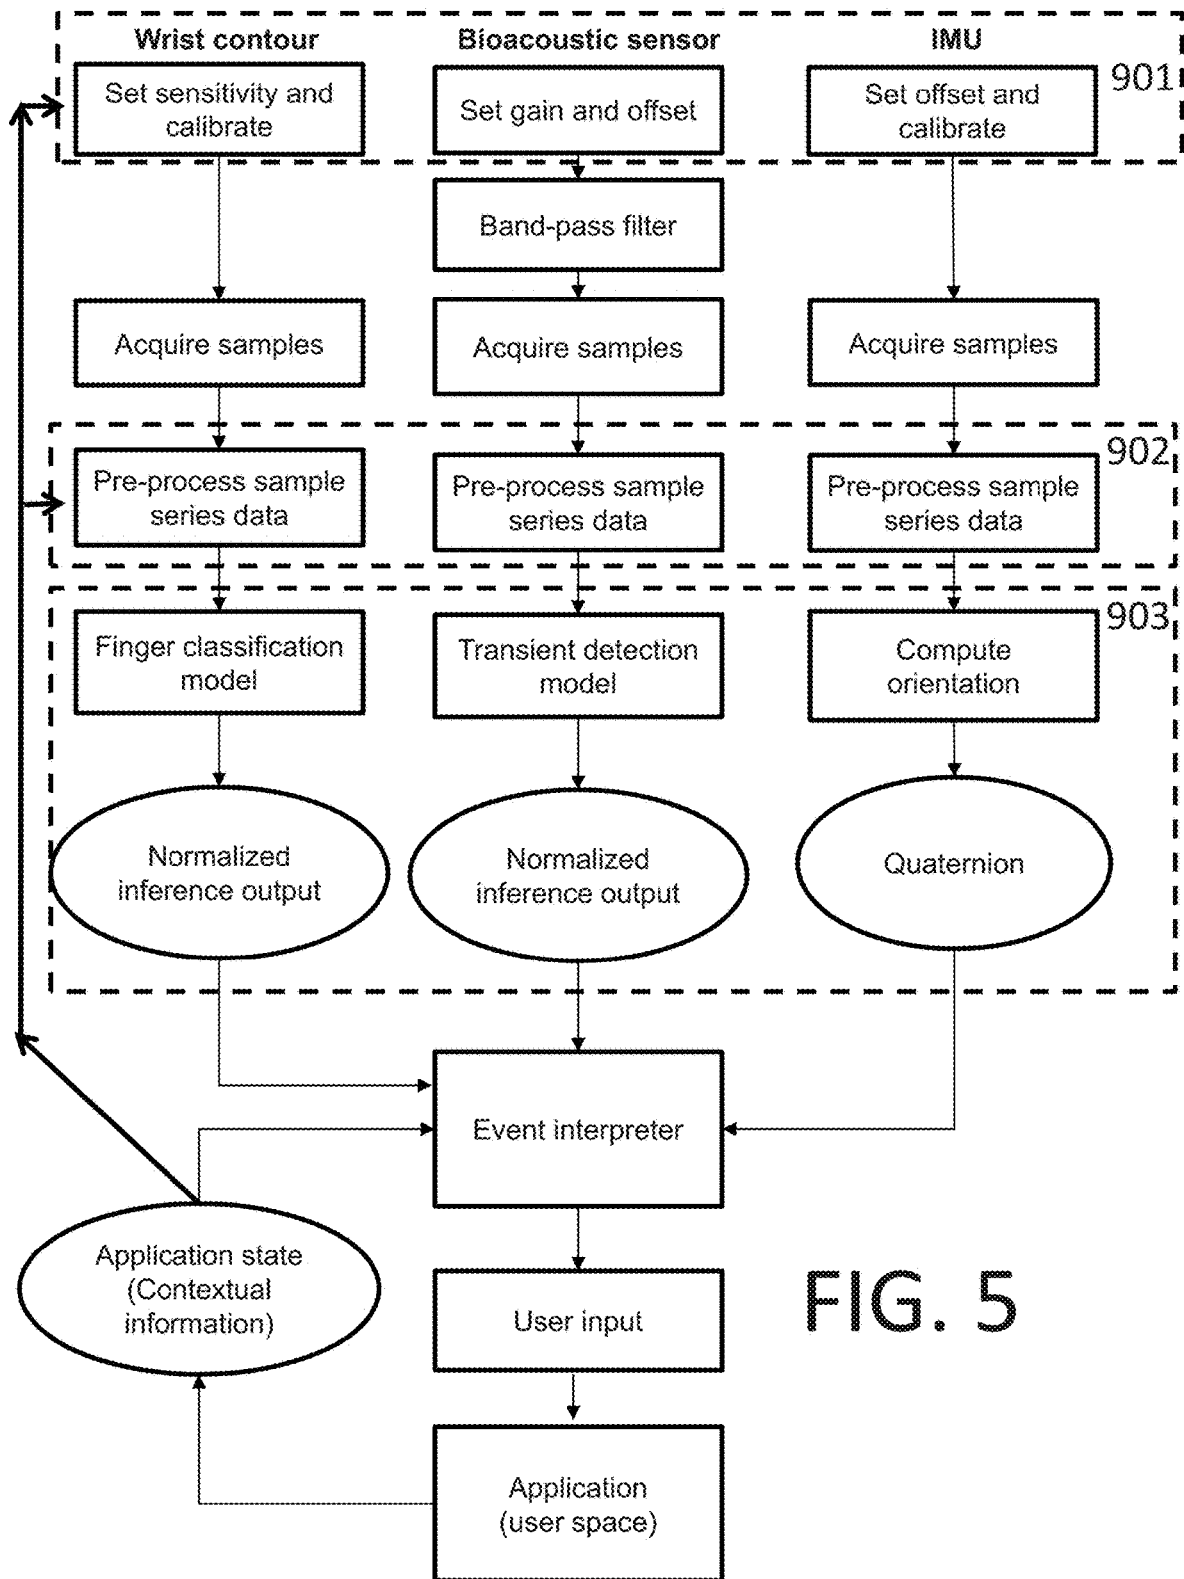 Wrist contour
Bioacoustic sensor
IMU
901
Set sensitivity and
calibrate
Set gain and offset
Set offset and
calibrate
Band-pass filter
Acquire samples
Acquire samples
Acquire samples
902
Pre-process sample
series data
Pre-process sample
series data
Pre-process sample
series data
903
Finger classification
model
Transient detection
model
Compute
orientation
Normalized
inference output
Normalized
inference output
Quaternion
Event interpreter
Application state
(Contextual
information)
User input
FIG. 5
Application
(user space)